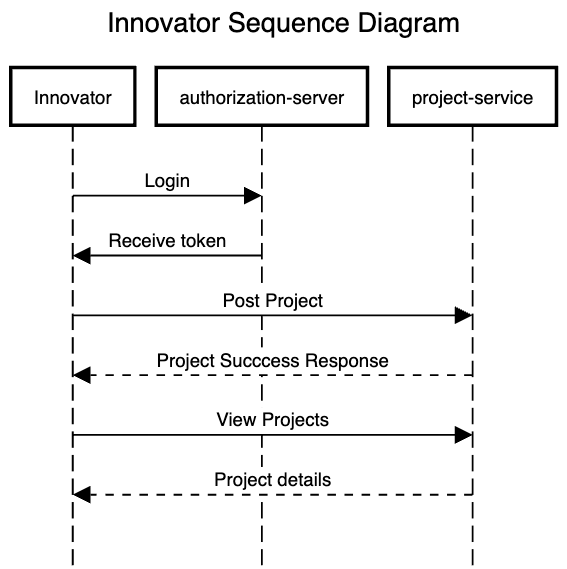 Innovator Sequence Diagram
Innovator
authorization-server
project-service
Login
Receive token
Post Project
Project Succcess Response
View Projects
Project details